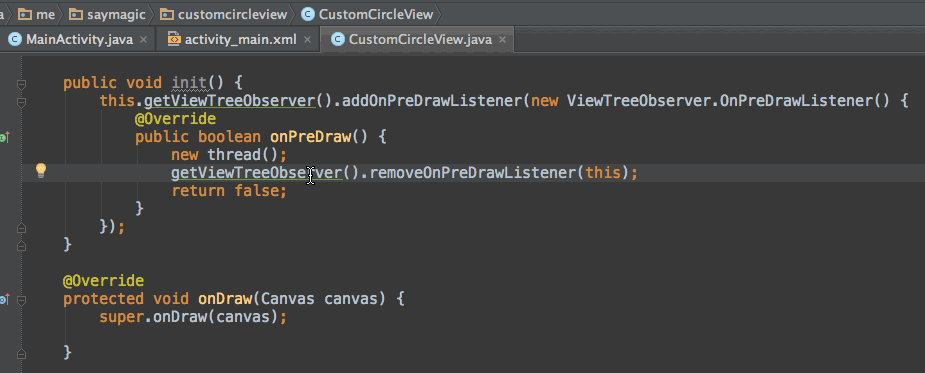 a me saymagic customcircleview CustomCircleView
MainActivity.java × activity_main.xml × CustomCircleView.java ×
public void init() {
this.getViewTreeObserver().addOnPreDrawListener(new ViewTreeObserver.OnPreDrawListener() {
@Override
public boolean onPreDraw() {
new thread();
getViewTreeObserver().removeOnPreDrawListener(this);
return false;
}
});
}
@Override
protected void onDraw(Canvas canvas) {
super.onDraw(canvas);
}